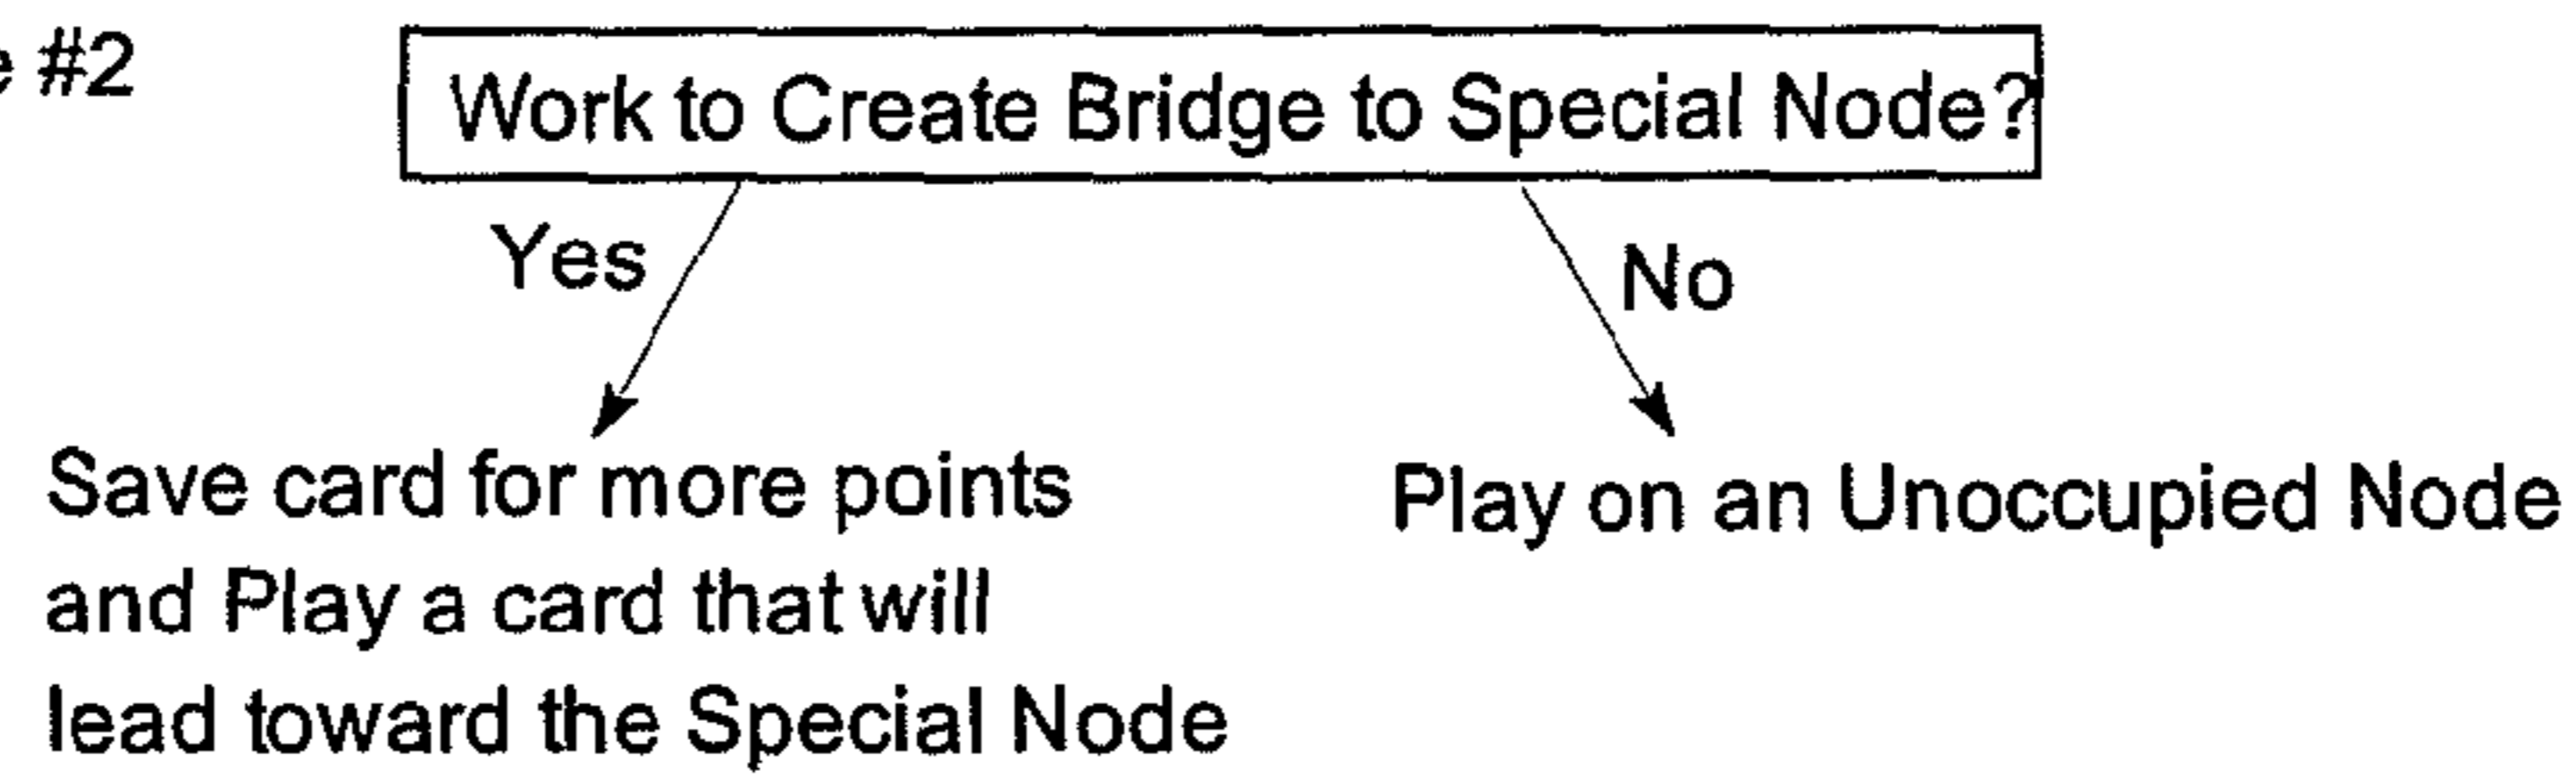 #2
Work to Create Bridge to Special Node?
Yes
No
Save card for more points
and Play a card that will
lead toward the Special Node
Play on an Unoccupied Node